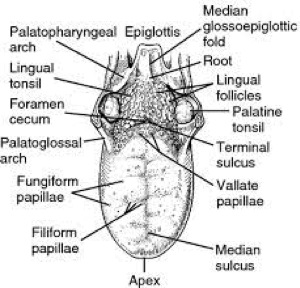 Palatopharyngeal
arch
Epiglottis
Median
glossoepiglottic
fold
Root
Lingual
tonsil
Lingual
follicles
Foramen
cecum
Palatine
tonsil
Palatoglossal
arch
Terminal
sulcus
Fungiform
papillae
Vallate
papillae
Filiform
papillae
Median
sulcus
Apex